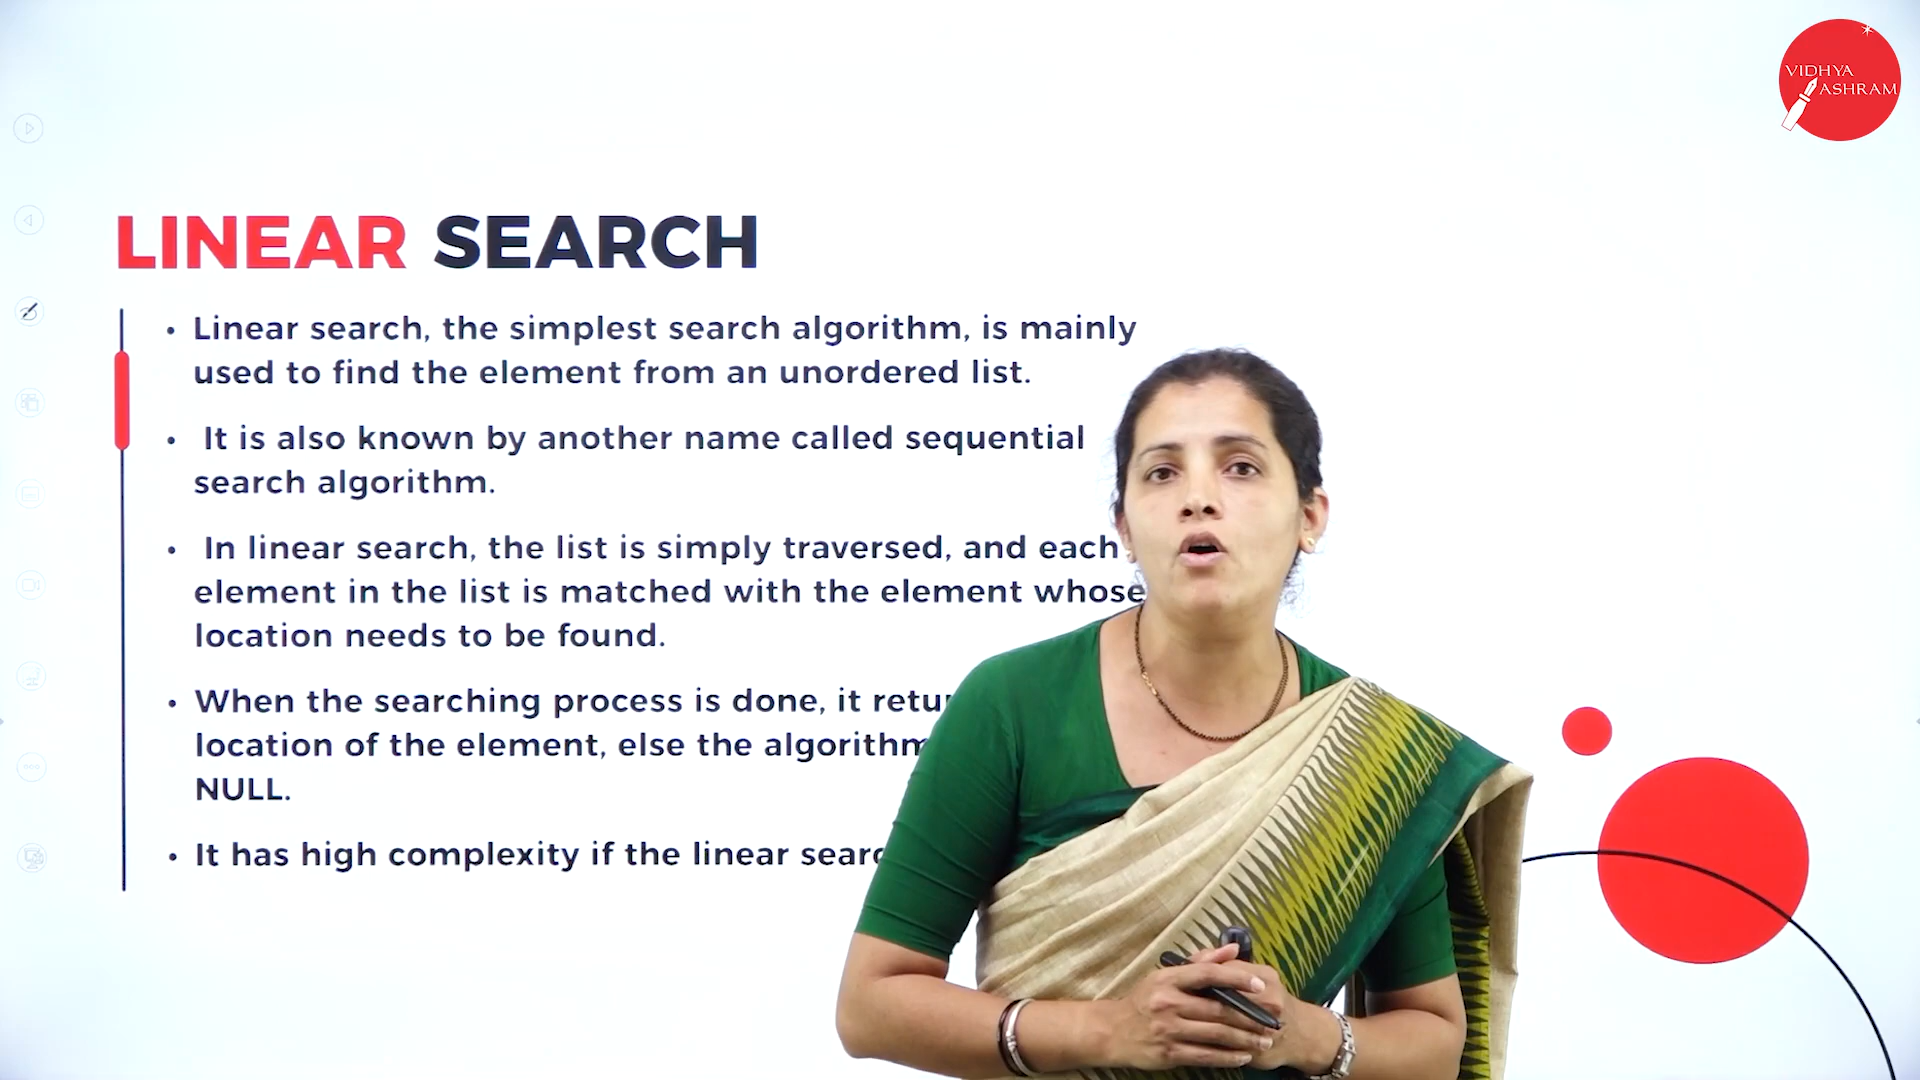 VIDHYA
ASHRAM
LINEAR SEARCH
• Linear search, the simplest search algorithm, is mainly
used to find the element from an unordered list.
• It is also known by another name called sequential
search algorithm.
• In linear search, the list is simply traversed, and each
element in the list is matched with the element whose
location needs to be found.
• When the searching process is done, it
location of the element, else the algorithm
NULL.
• It has high complexity if the linear